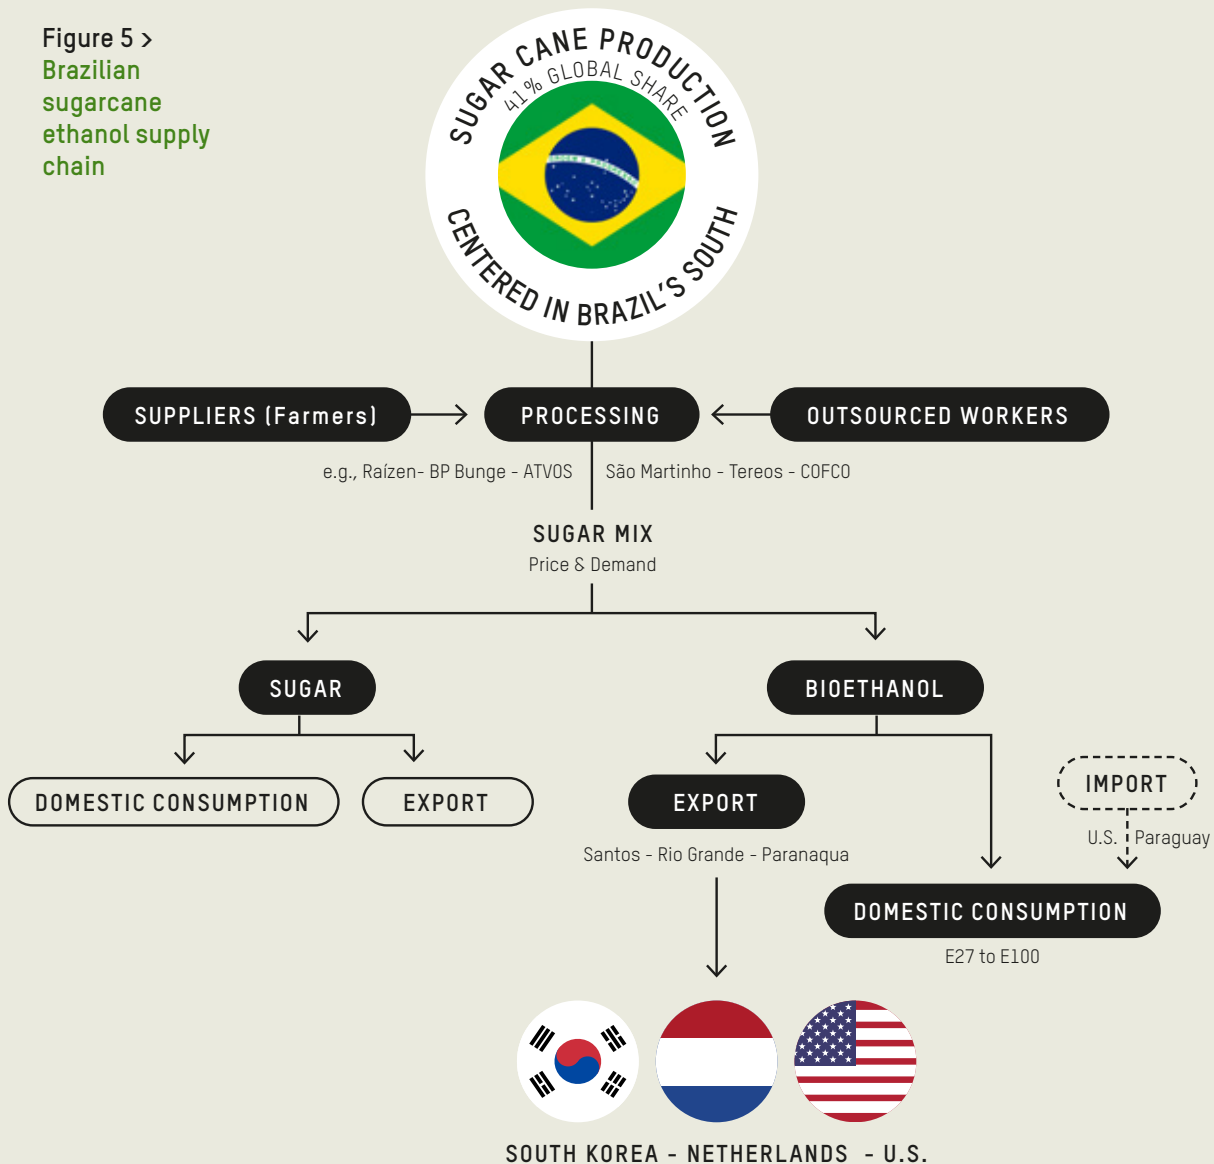 Figure 5 >
Brazilian
sugarcane
ethanol supply
chain
SUGAR CANE PRODUCTION
41% GLOBAL SHARE
CENTERED IN BRAZIL'S SOUTH
SUPPLIERS (Farmers)
PROCESSING
OUTSOURCED WORKERS
e.g., Raízen- BP Bunge - ATVOS
São Martinho - Tereos - COFCO
SUGAR MIX
Price & Demand
SUGAR
BIOETHANOL
DOMESTIC CONSUMPTION
EXPORT
EXPORT
IMPORT
Santos - Rio Grande - Paranaqua
U.S.
Paraguay
DOMESTIC CONSUMPTION
E27 to E100
SOUTH KOREA - NETHERLANDS - U.S.